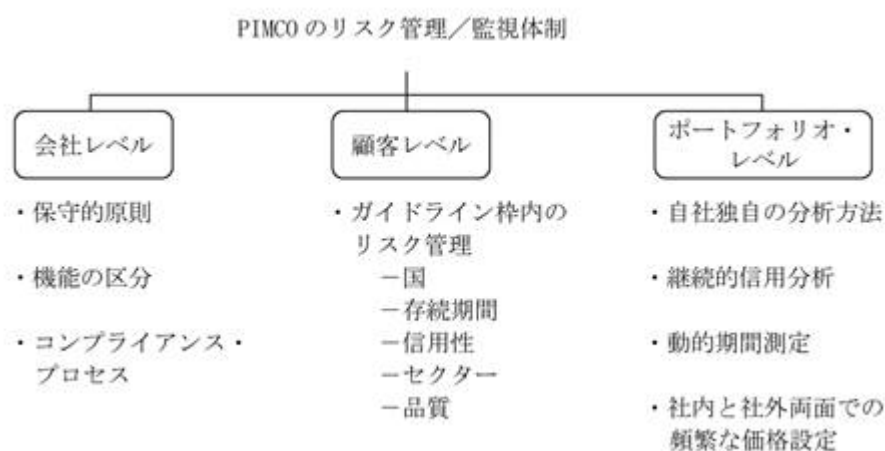 PIMCO のリスク管理／監視体制
会社レベル
・保守的原則
・機能の区分
・コンプライアンス・
プロセス
顧客レベル
・ガイドライン枠内の
リスク管理
－国
－存続期間
－信用性
－セクター
－品質
ポートフォリオ・
レベル
・自社独自の分析方法
・継続的信用分析
・動的期間測定
・社内と社外両面での
頻繁な価格設定